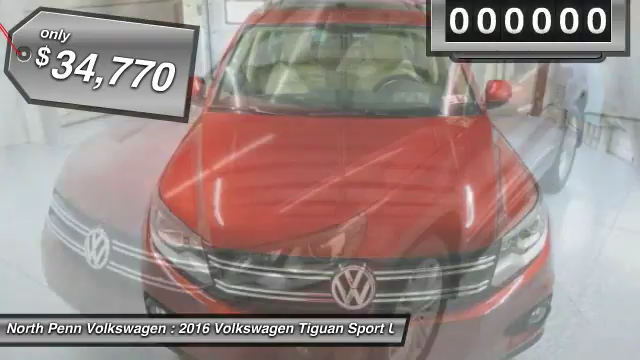 only
$34,770
000000
North Penn Volkswagen : 2016 Volkswagen Tiguan Sport L